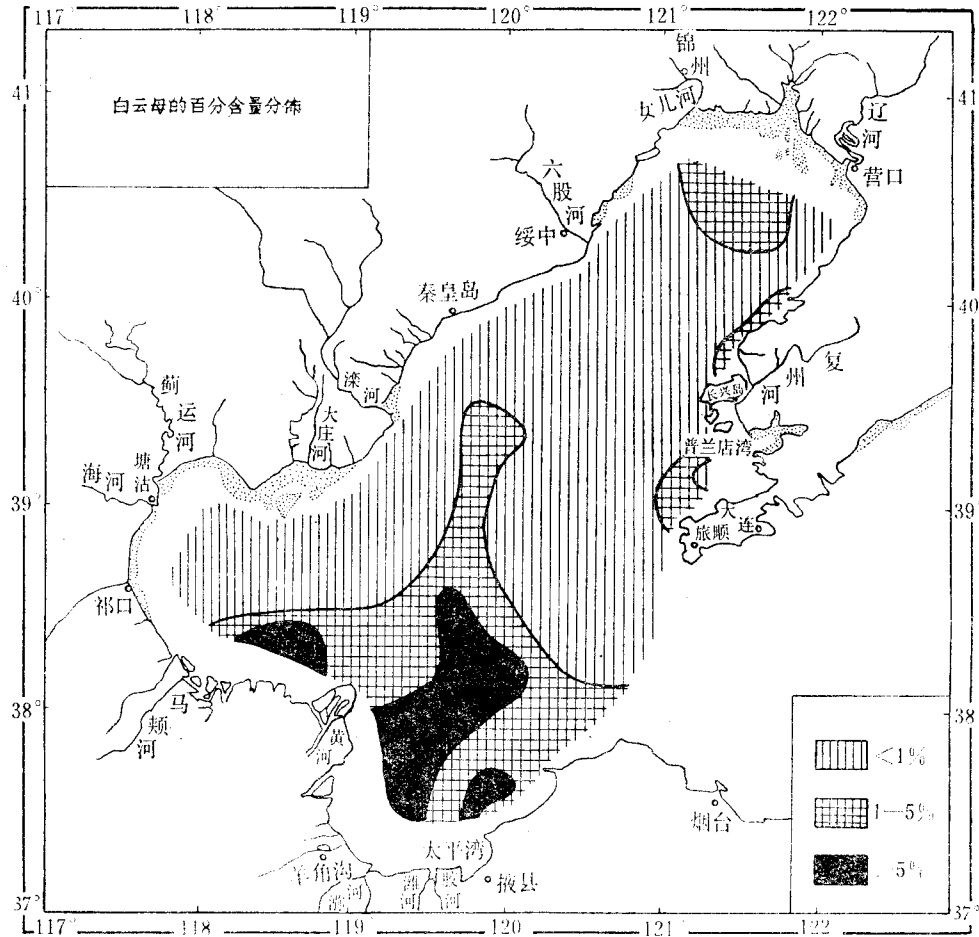 117° 118° 119° 120° 121° 122°
白云母的百分含量分布
锦州
女儿河
辽河
营口
六股河
绥中
41°
秦皇岛
40°
40
复州河
长兴岛
滦河
大庄河
蓟运河
塘沽
海河
普兰店湾
大连
旅顺
39°
39
祁口
38°
38
马颊河
黄河
<1%
1—5%
5%
烟台
太平湾
羊角沟
潍河
胶河
掖县
37°
37°
117° 118 119 120 121 122